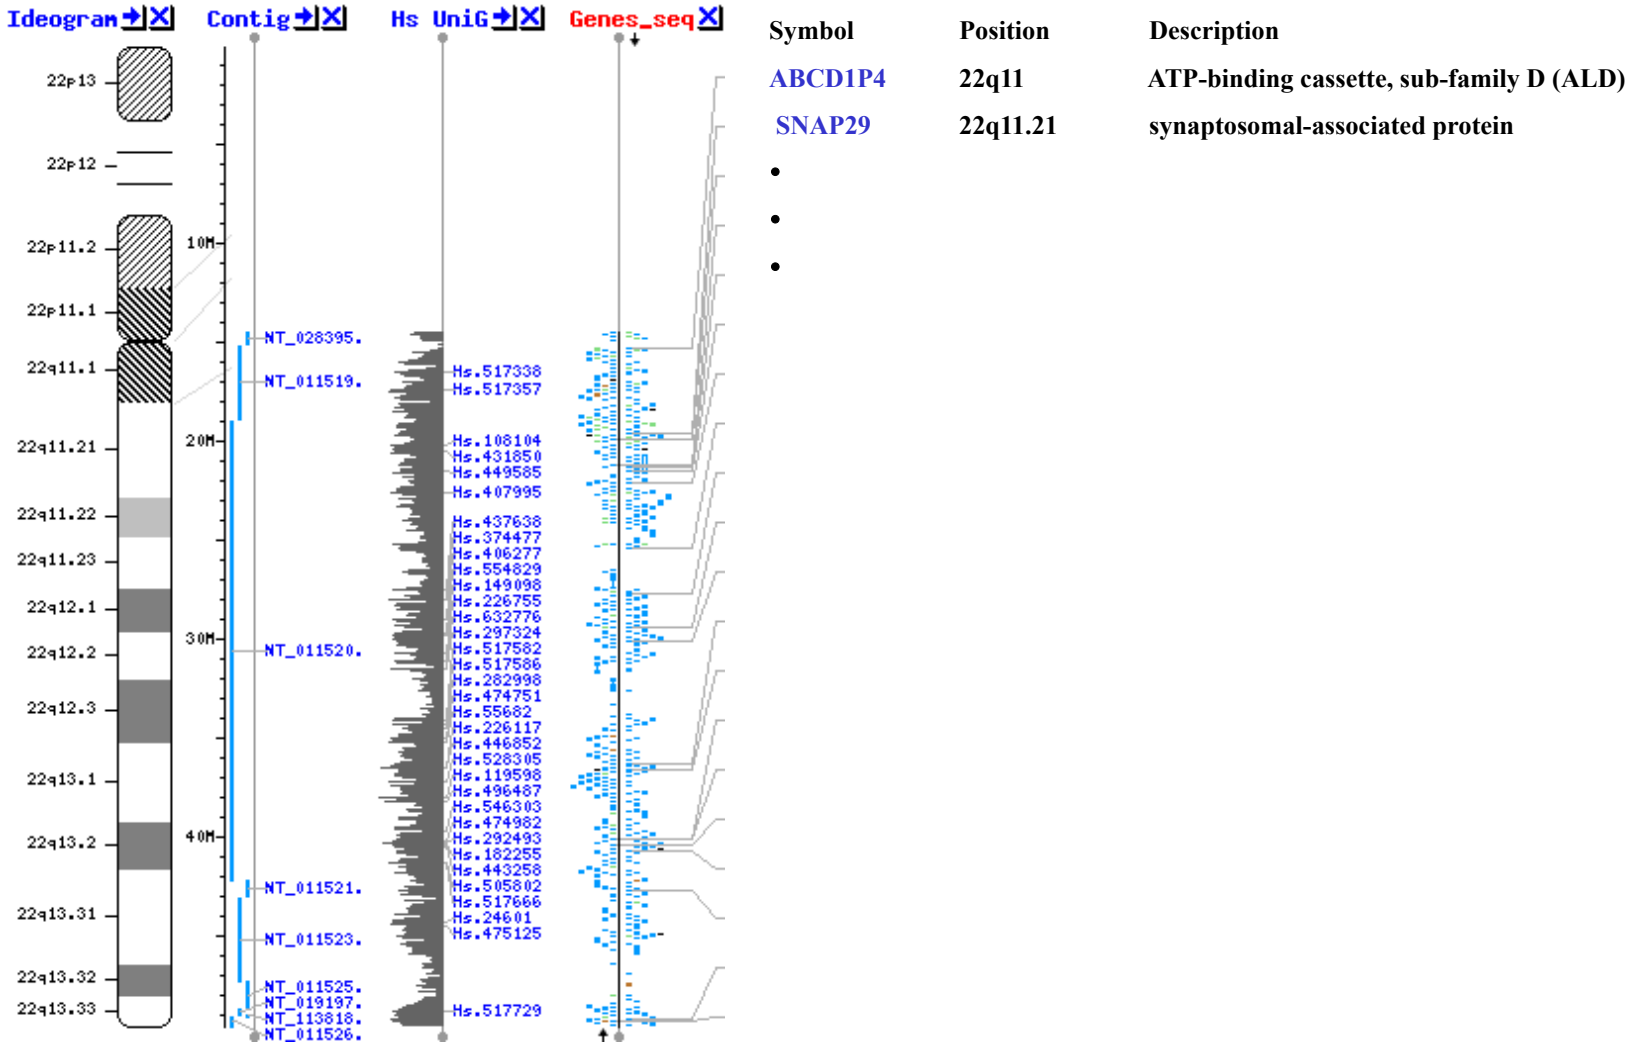 Ideogram Contig Hs UniG Genes_seq
Symbol Position Description
ABCD1P4 22q11 ATP-binding cassette, sub-family D (ALD)
SNAP29 22q11.21 synaptosomal-associated protein
•
•
•
22p13
22p12
22p11.2
22p11.1
22q11.1
22q11.21
22q11.22
22q11.23
22q12.1
22q12.2
22q12.3
22q13.1
22q13.2
22q13.31
22q13.32
22q13.33
10M
20M
30M
40M
NT_028395.
NT_011519.
NT_011520.
NT_011521.
NT_011523.
NT_011525.
NT_019197.
NT_113818.
NT_011526.
Hs.517338
Hs.517357
Hs.108104
Hs.431850
Hs.449585
Hs.407995
Hs.437638
Hs.374477
Hs.406277
Hs.554829
Hs.149098
Hs.226755
Hs.632776
Hs.297324
Hs.517582
Hs.517586
Hs.282998
Hs.474751
Hs.55682
Hs.226117
Hs.446852
Hs.528305
Hs.119598
Hs.496487
Hs.546303
Hs.474982
Hs.292493
Hs.182255
Hs.443258
Hs.505802
Hs.517666
Hs.24601
Hs.475125
Hs.517729